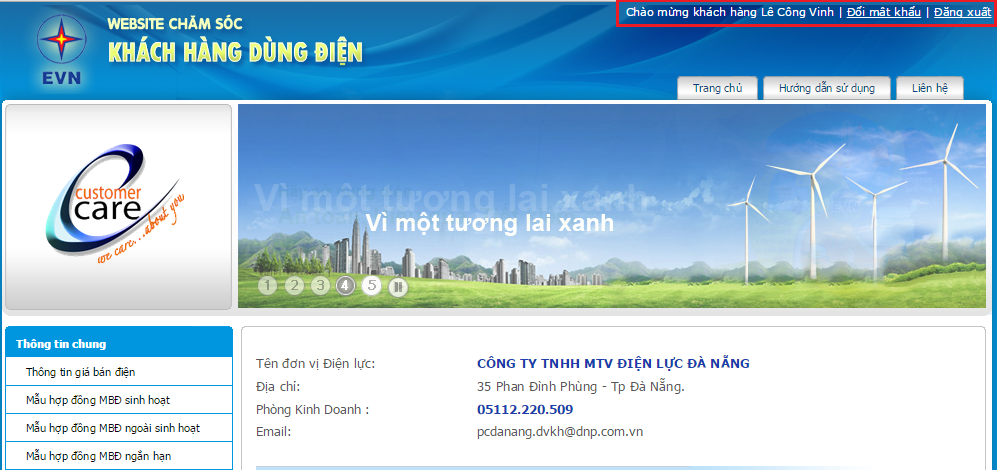 Chào mừng khách hàng Lê Công Vinh | Đổi mật khẩu | Đăng xuất
WEBSITE CHĂM SÓC
KHÁCH HÀNG DÙNG ĐIỆN
EVN
Trang chủ
Hướng dẫn sử dụng
Liên hệ
customer
care
we care...about you
Vì một tương lai xanh
Vì một tương lai xanh
1 2 3 4 5
Thông tin chung
Thông tin giá bán điện
Mẫu hợp đồng MBĐ sinh hoạt
Mẫu hợp đồng MBĐ ngoài sinh hoạt
Mẫu hợp đồng MBĐ ngắn hạn
Tên đơn vị Điện lực: CÔNG TY TNHH MTV ĐIỆN LỰC ĐÀ NẴNG
Địa chỉ: 35 Phan Đình Phùng - Tp Đà Nẵng.
Phòng Kinh Doanh : 05112.220.509
Email: pcdanang.dvkh@dnp.com.vn